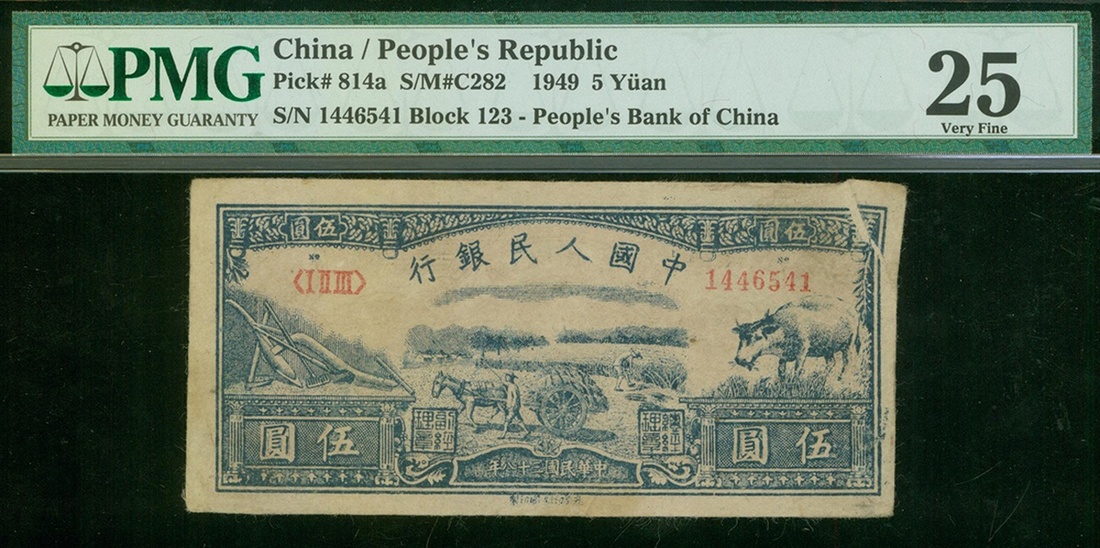 PMG
PAPER MONEY GUARANTY
China / People's Republic
Pick# 814a S/M#C282 1949 5 Yüan
S/N 1446541 Block 123 - People's Bank of China
25
Very Fine
圓伍
圓伍
行銀民人國中
№
〈I II III〉
№
1446541
圓伍
圓伍
年八十三國民華中